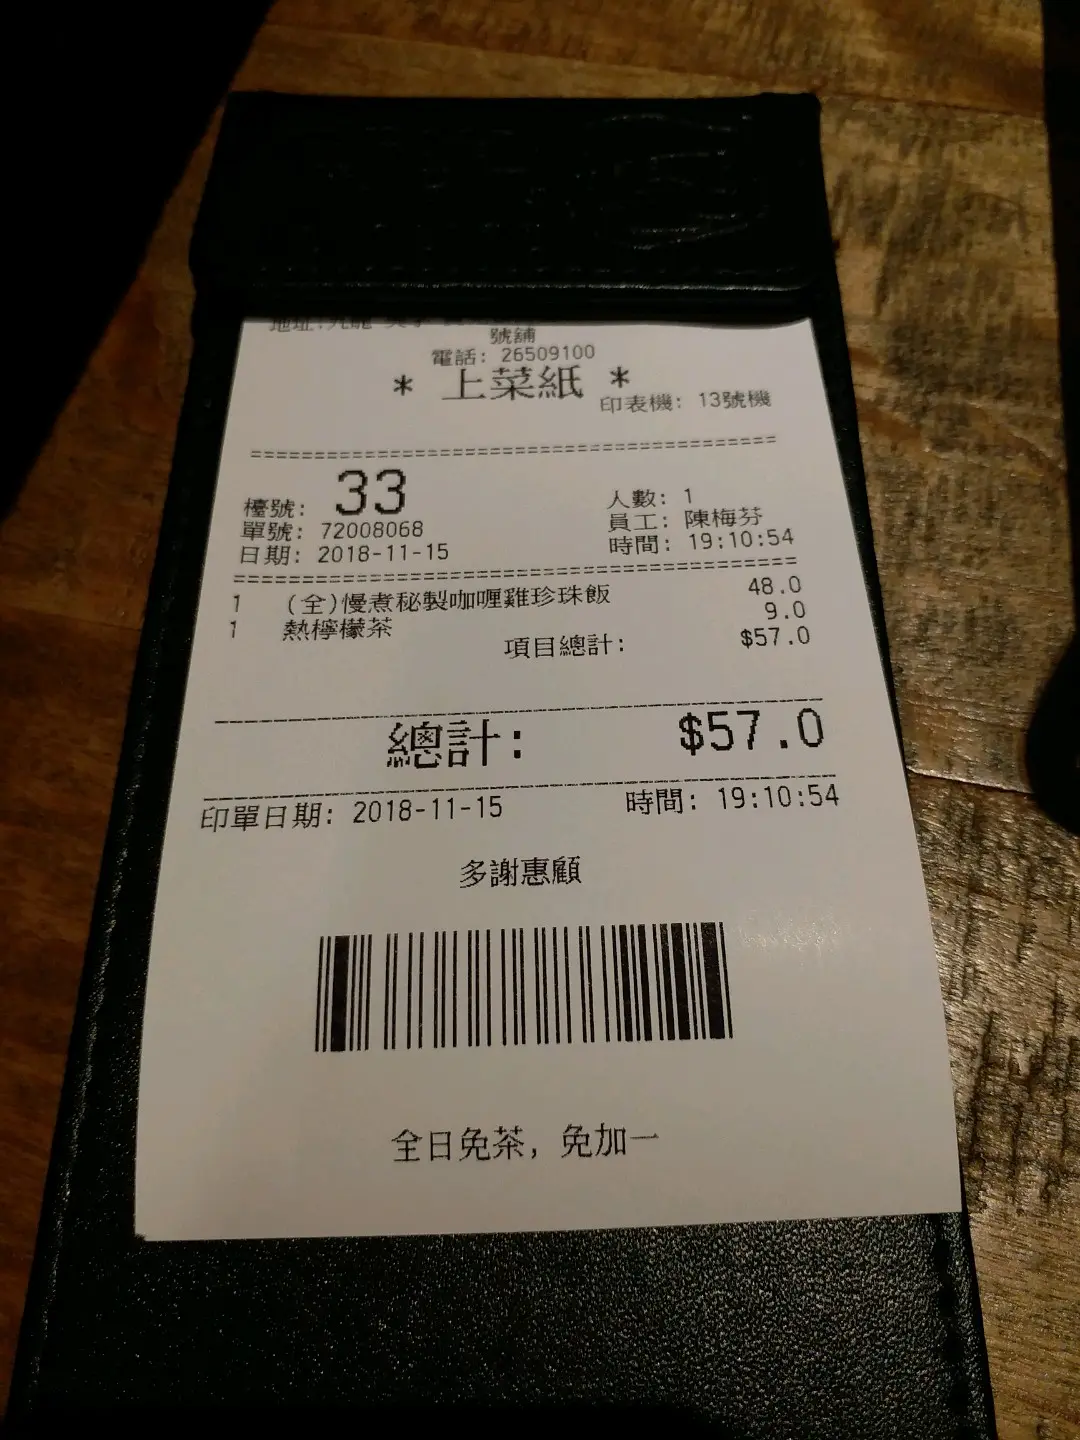 地址:九龍
號舖
電話: 26509100
* 上菜紙 *
印表機: 13號機
檯號: 33
人數: 1
單號: 72008068
員工: 陳梅芬
日期: 2018-11-15
時間: 19:10:54
1 (全)慢煮秘製咖喱雞珍珠飯 48.0
1 熱檸檬茶 9.0
項目總計: $57.0
總計: $57.0
印單日期: 2018-11-15 時間: 19:10:54
多謝惠顧
全日免茶, 免加一